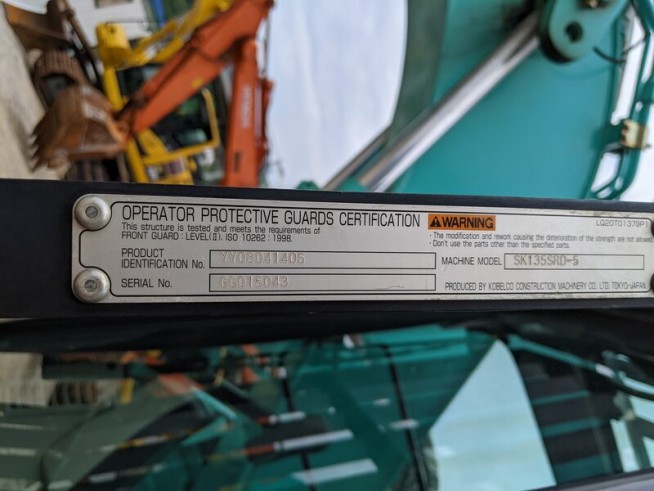 OPERATOR PROTECTIVE GUARDS CERTIFICATION
This structure is tested and meets the requirements of
FRONT GUARD : LEVEL(Ⅱ), ISO 10262 : 1998.
PRODUCT
IDENTIFICATION No. YY08041406
SERIAL No. GG015043
WARNING
LQ20T01379P1
· The modification and rework causing the deterioration of the strength are not allowed
· Don't use the parts other than the specified parts.
MACHINE MODEL SK135SRD-5
PRODUCED BY KOBELCO CONSTRUCTION MACHINERY CO. LTD. TOKYO-JAPAN